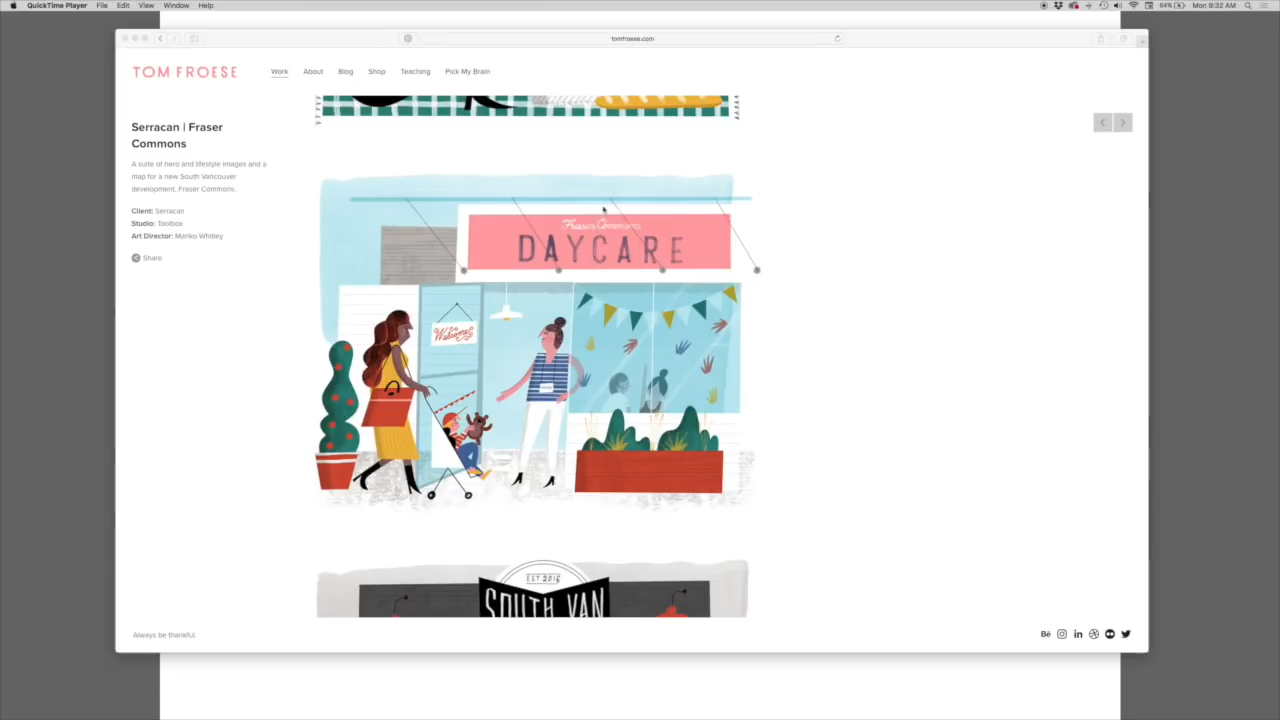 QuickTime Player File Edit View Window Help
64% Mon 9:32 AM
tomfroese.com
TOM FROESE
Work About Blog Shop Teaching Pick My Brain
Serracan | Fraser
Commons
A suite of hero and lifestyle images and a
map for a new South Vancouver
development, Fraser Commons.
Client: Serracan
Studio: Toolbox
Art Director: Mariko Whitley
Share
Fraser Commons
DAYCARE
Welcome
EST 2016
SOUTH VAN
Always be thankful.
Bē
in